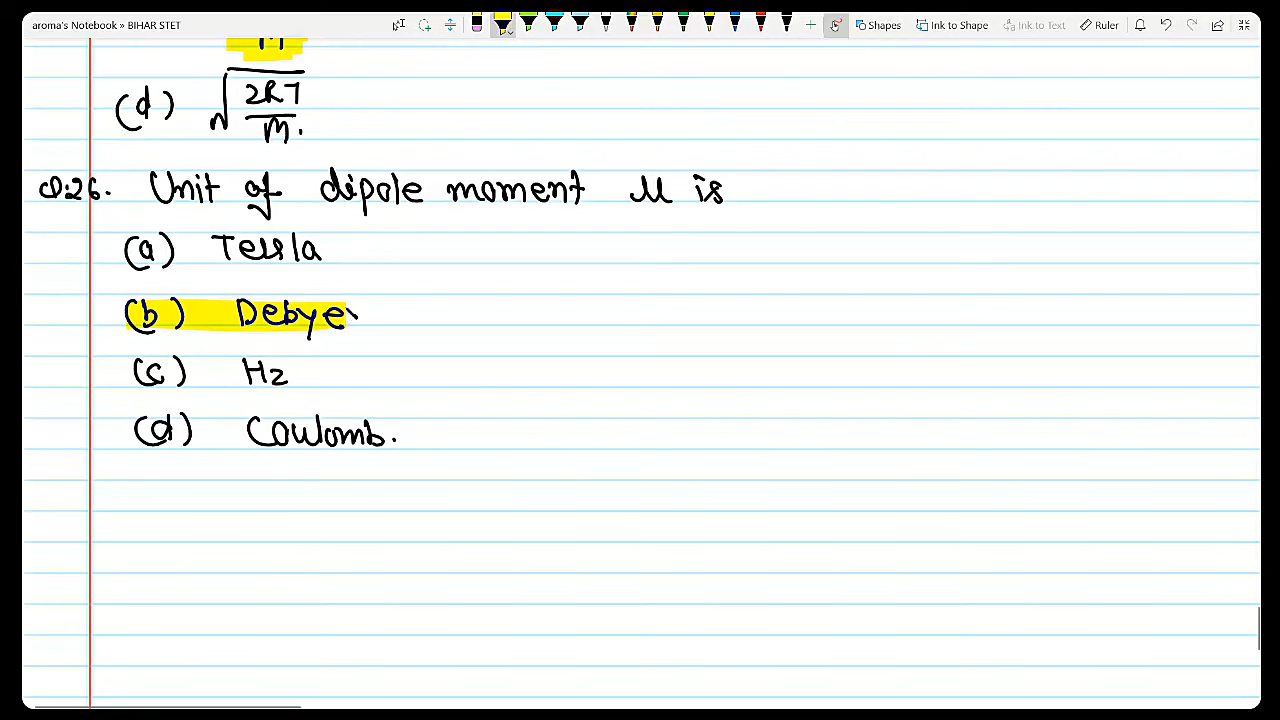 aroma's Notebook » BIHAR STET
Shapes Ink to Shape Ink to Text Ruler
M
(d) √2RT/M.
Q.26. Unit of dipole moment μ is
(a) Tessla
(b) Debye
(c) Hz
(d) Coulomb.